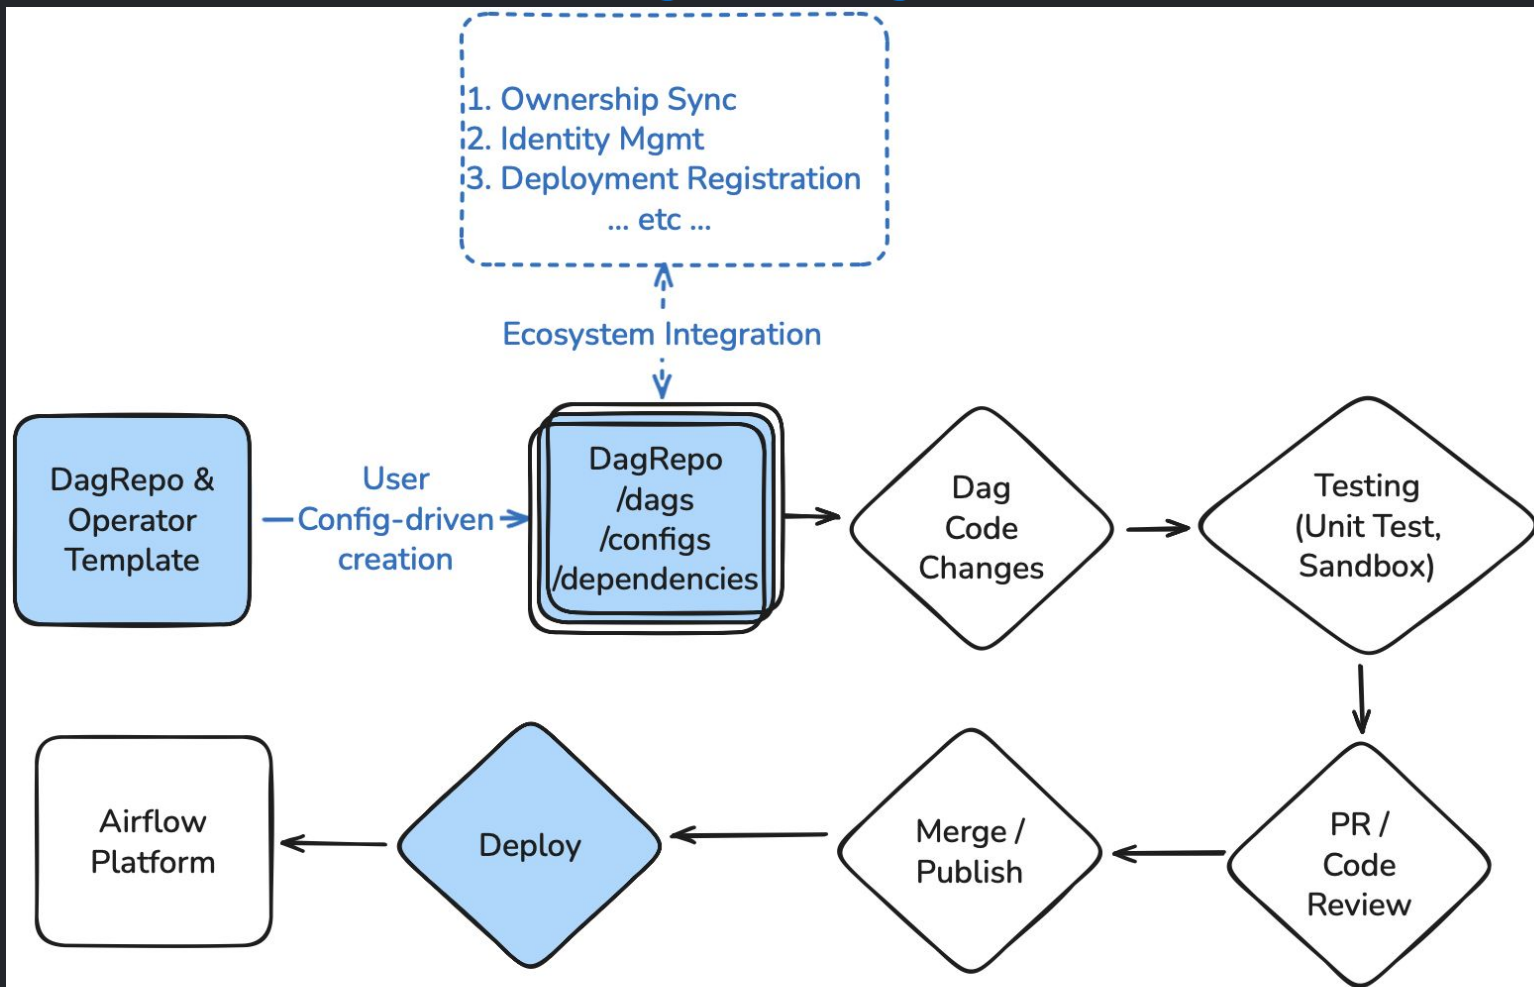 1. Ownership Sync
2. Identity Mgmt
3. Deployment Registration
... etc ...
Ecosystem Integration
DagRepo &
Operator
Template
User
Config-driven
creation
DagRepo
/dags
/configs
/dependencies
Dag
Code
Changes
Testing
(Unit Test,
Sandbox)
PR /
Code
Review
Merge /
Publish
Deploy
Airflow
Platform